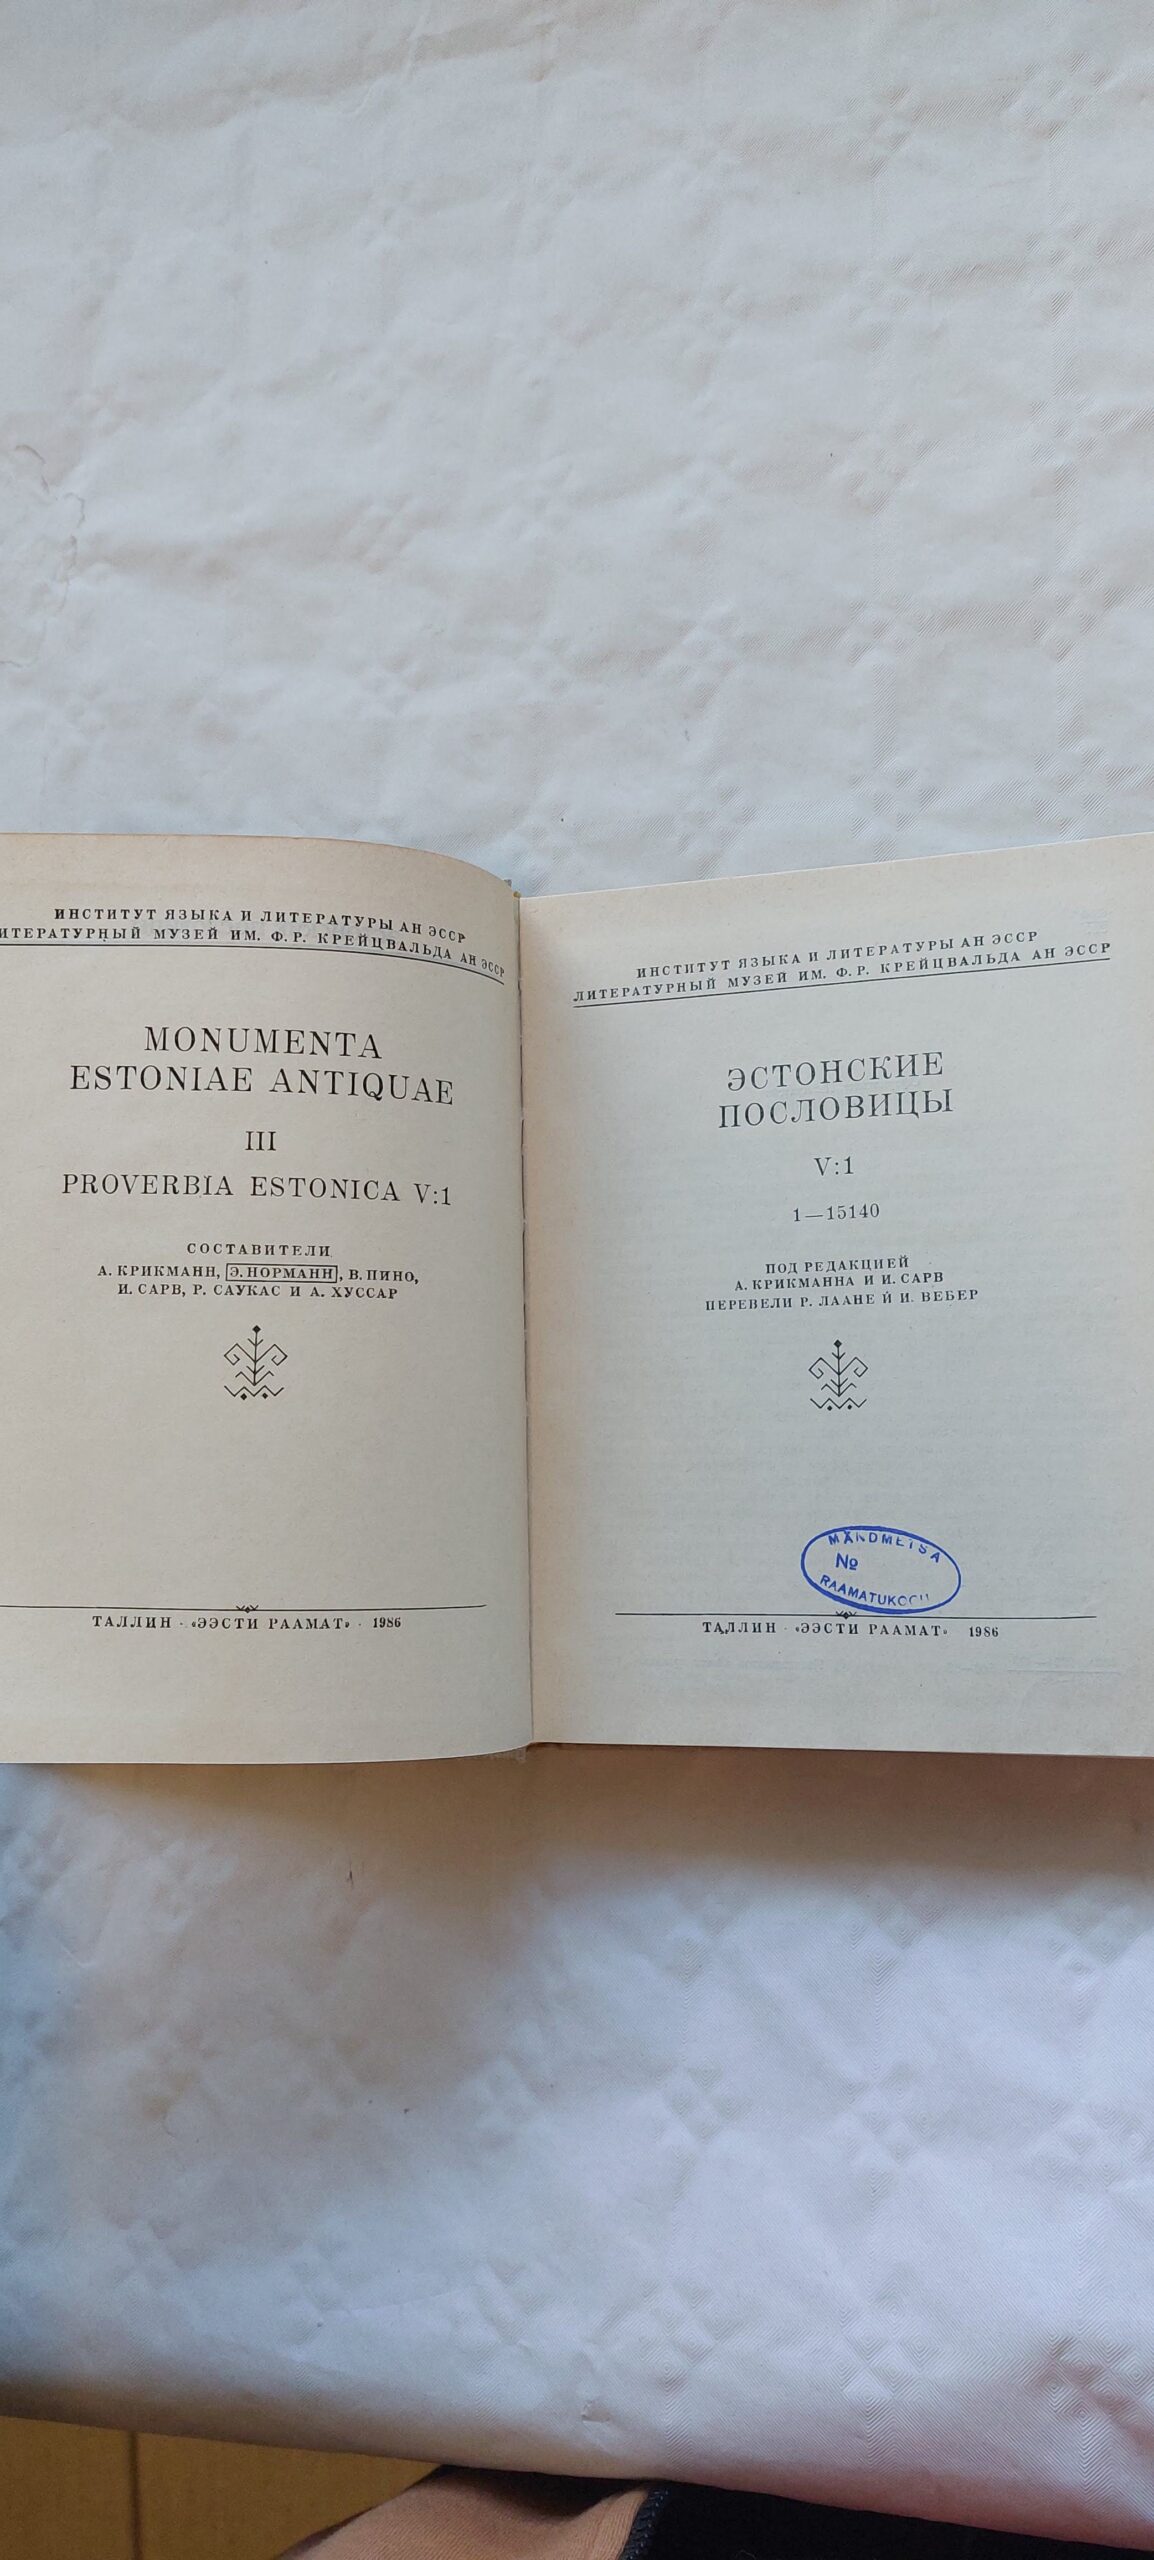 ИНСТИТУТ ЯЗЫКА И ЛИТЕРАТУРЫ АН ЭССР
ИТЕРАТУРНЫЙ МУЗЕЙ ИМ. Ф. Р. КРЕЙЦВАЛЬДА АН ЭССР
MONUMENTA
ESTONIAE ANTIQUAE
III
PROVERBIA ESTONICA V:1
СОСТАВИТЕЛИ
А. КРИКМАНН, Э. НОРМАНН, В. ПИНО,
И. САРВ, Р. САУКАС И А. ХУССАР
ТАЛЛИН · «ЭЭСТИ РААМАТ» · 1986
ИНСТИТУТ ЯЗЫКА И ЛИТЕРАТУРЫ АН ЭССР
ЛИТЕРАТУРНЫЙ МУЗЕЙ ИМ. Ф. Р. КРЕЙЦВАЛЬДА АН ЭССР
ЭСТОНСКИЕ
ПОСЛОВИЦЫ
V:1
1—15140
ПОД РЕДАКЦИЕЙ
А. КРИКМАННА И И. САРВ
ПЕРЕВЕЛИ Р. ЛААНЕ И И. ВЕБЕР
№
ТАЛЛИН · «ЭЭСТИ РААМАТ» 1986